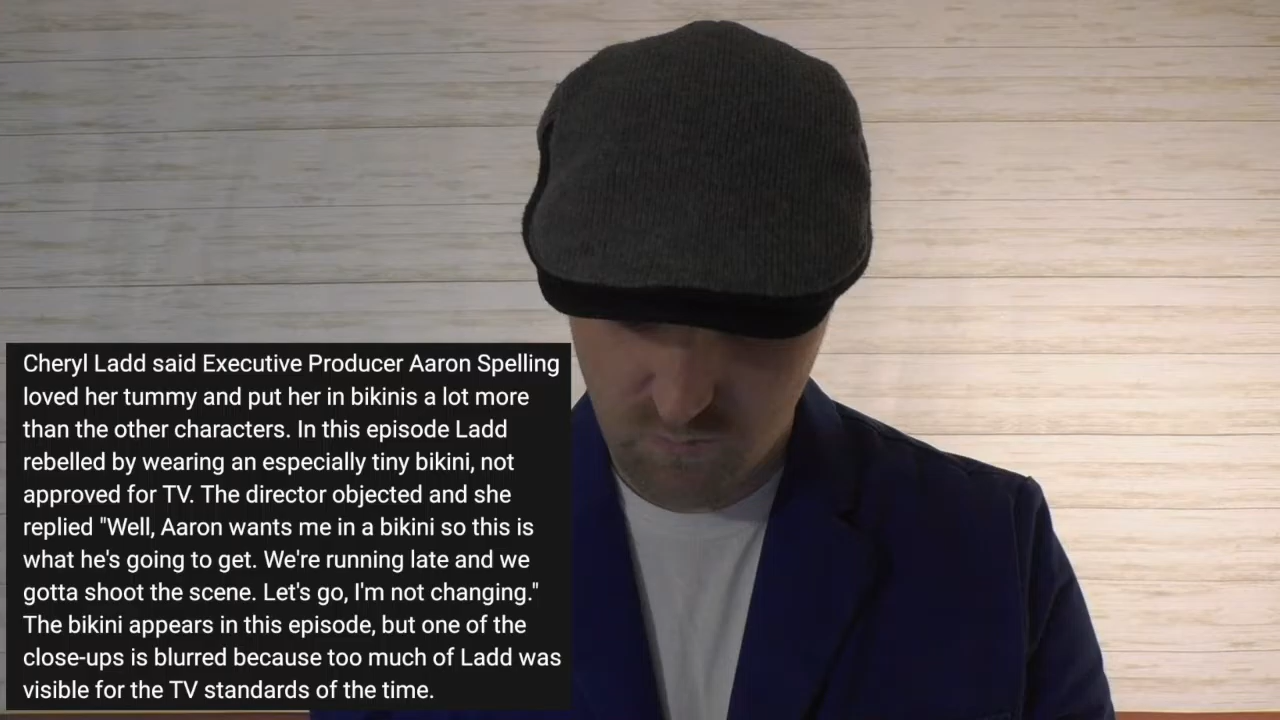 Cheryl Ladd said Executive Producer Aaron Spelling
loved her tummy and put her in bikinis a lot more
than the other characters. In this episode Ladd
rebelled by wearing an especially tiny bikini, not
approved for TV. The director objected and she
replied "Well, Aaron wants me in a bikini so this is
what he's going to get. We're running late and we
gotta shoot the scene. Let's go, I'm not changing."
The bikini appears in this episode, but one of the
close-ups is blurred because too much of Ladd was
visible for the TV standards of the time.